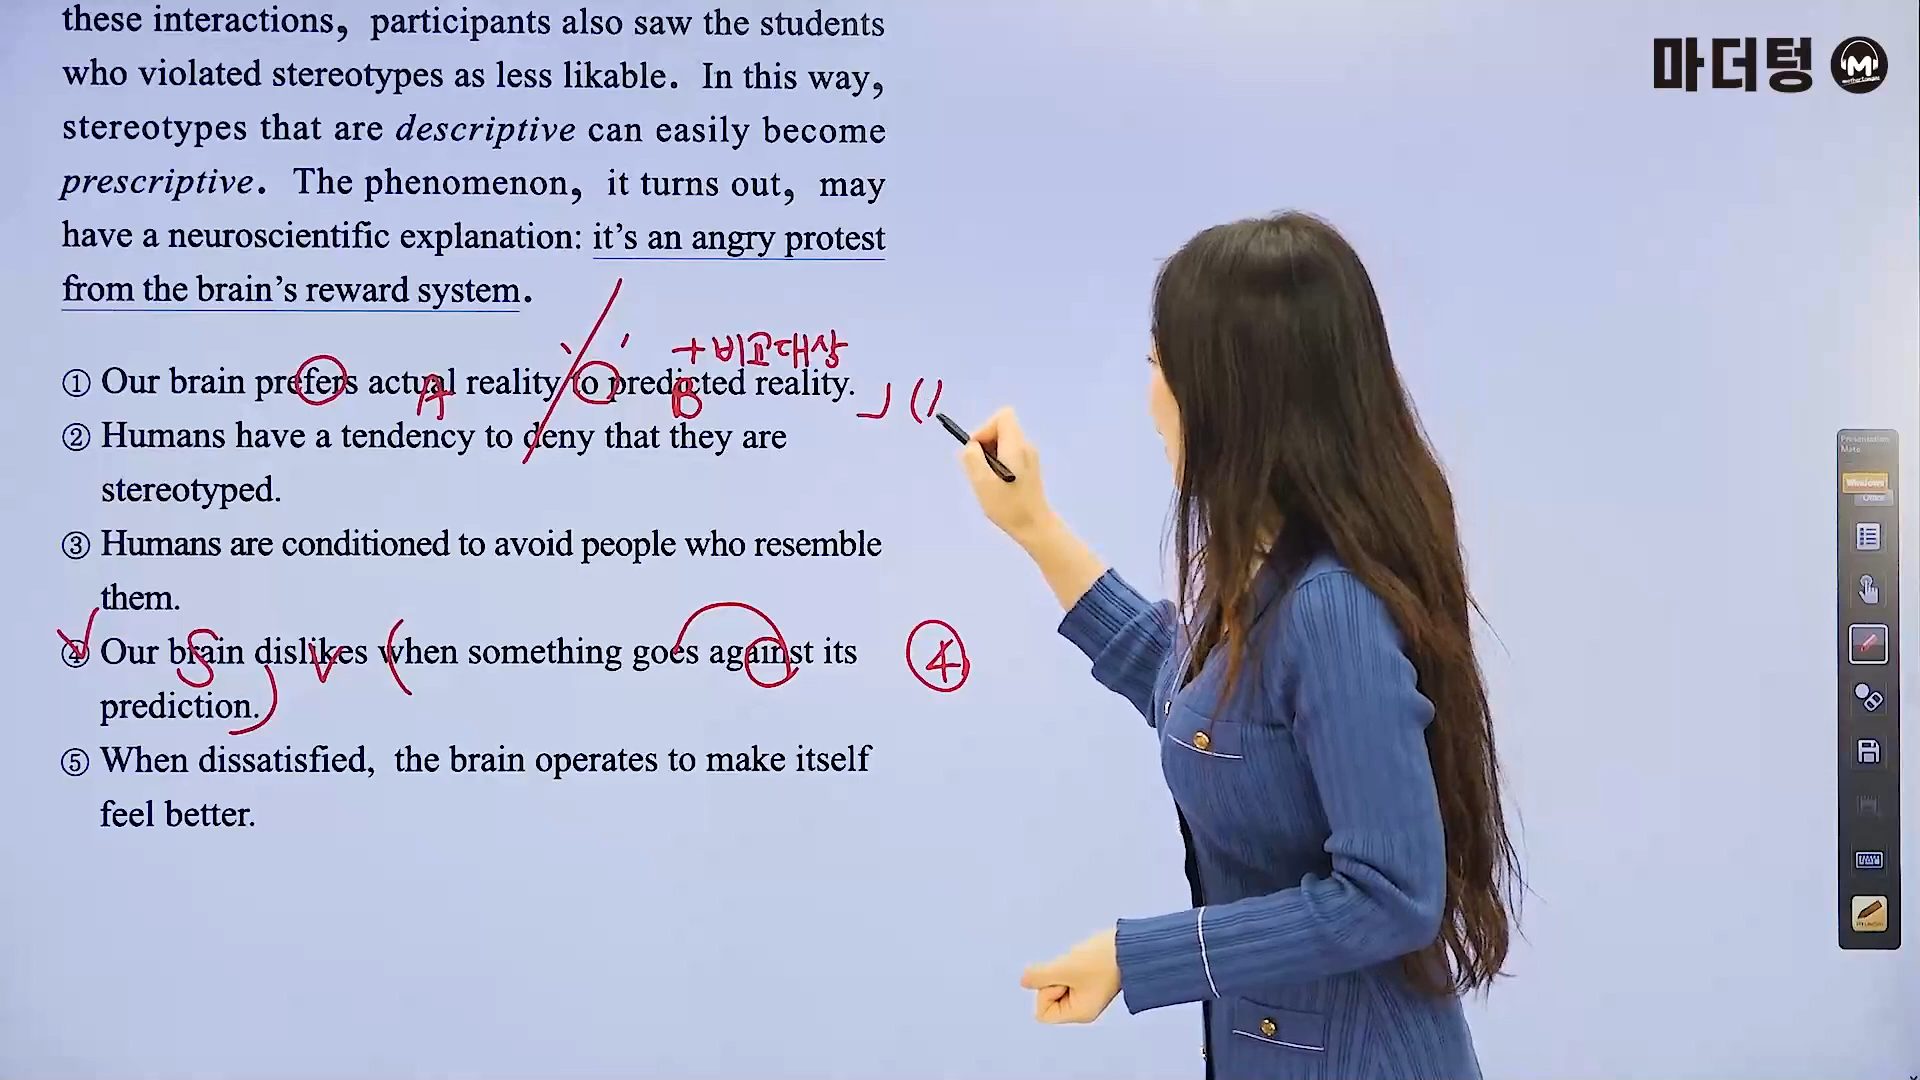 these interactions, participants also saw the students
who violated stereotypes as less likable. In this way,
stereotypes that are descriptive can easily become
prescriptive. The phenomenon, it turns out, may
have a neuroscientific explanation: it's an angry protest
from the brain's reward system.
+비교대상
① Our brain prefers actual reality to predicted reality.
A
B
② Humans have a tendency to deny that they are
stereotyped.
③ Humans are conditioned to avoid people who resemble
them.
④ Our brain dislikes when something goes against its
S
V
④
prediction.
⑤ When dissatisfied, the brain operates to make itself
feel better.
마더텅
M
Presentation
Mate
Windows
Office